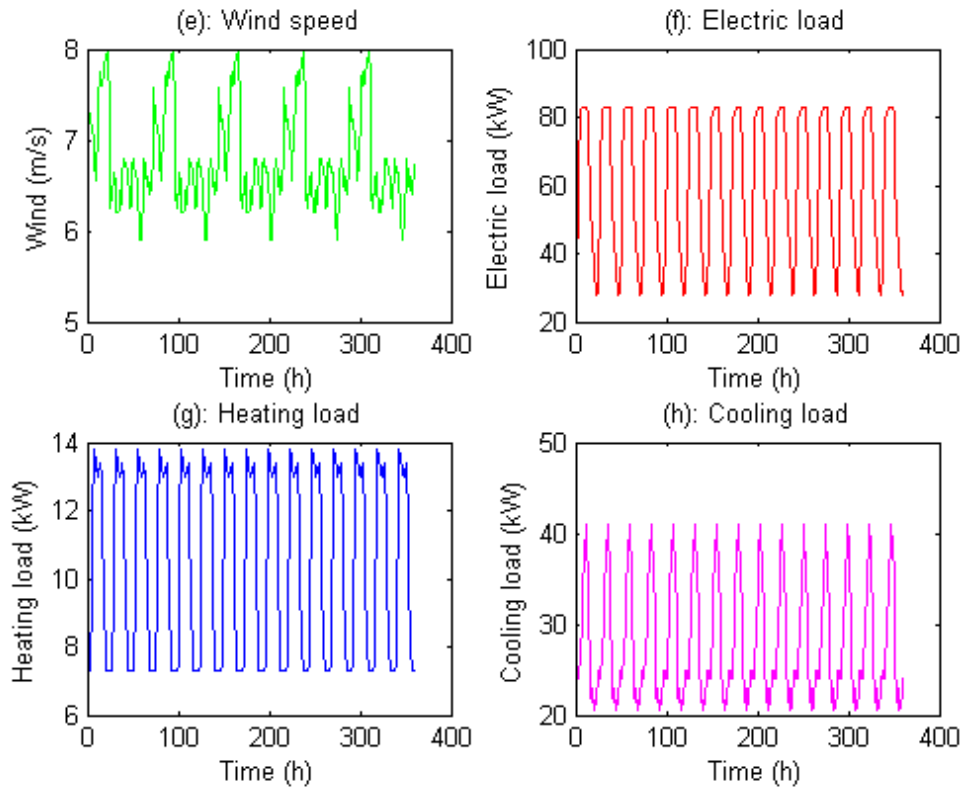 (e): Wind speed
8
7
6
5
Wind (m/s)
0 100 200 300 400
Time (h)
(f): Electric load
100
80
60
40
20
Electric load (kW)
0 100 200 300 400
Time (h)
(g): Heating load
14
12
10
8
6
Heating load (kW)
0 100 200 300 400
Time (h)
(h): Cooling load
50
40
30
20
Cooling load (kW)
0 100 200 300 400
Time (h)